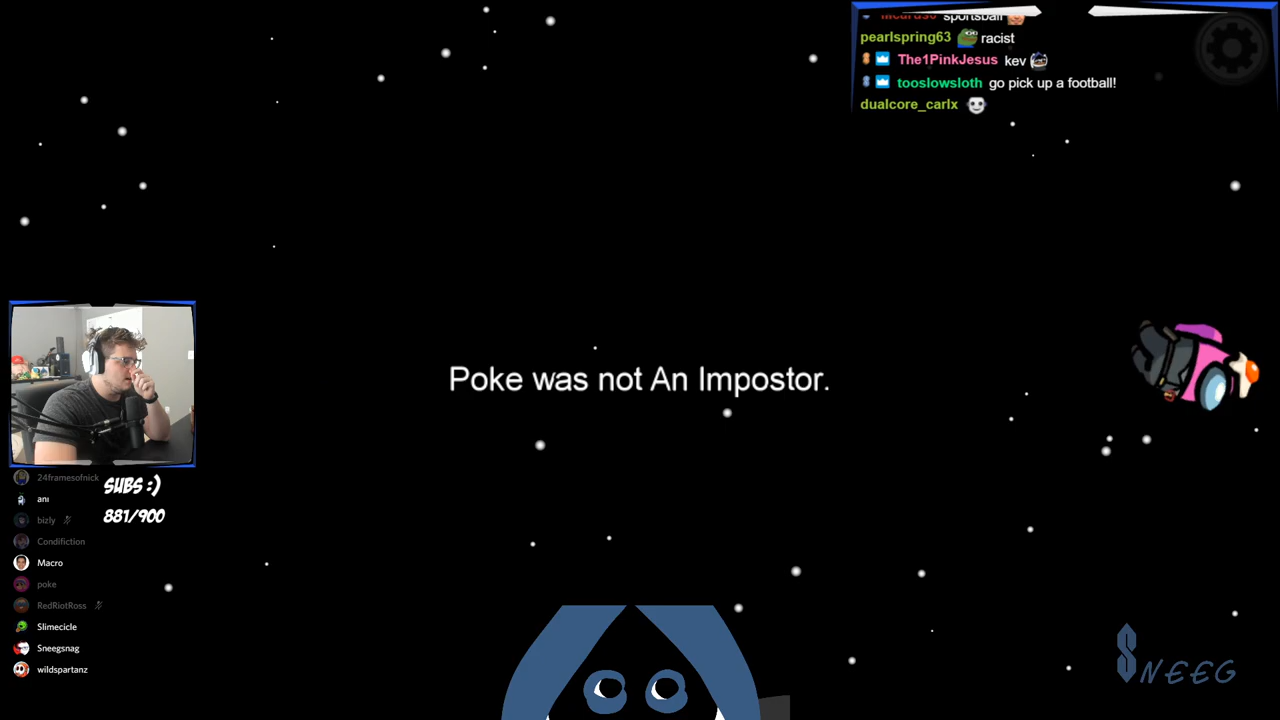 sportsball
pearlspring63 racist
The1PinkJesus kev
tooslowsloth go pick up a football!
dualcore_carlx
Poke was not An Impostor.
24framesofnick
SUBS :)
ani
881/900
bizly
Condifiction
Macro
poke
RedRiotRoss
Slimecicle
Sneegsnag
wildspartanz
SNEEG